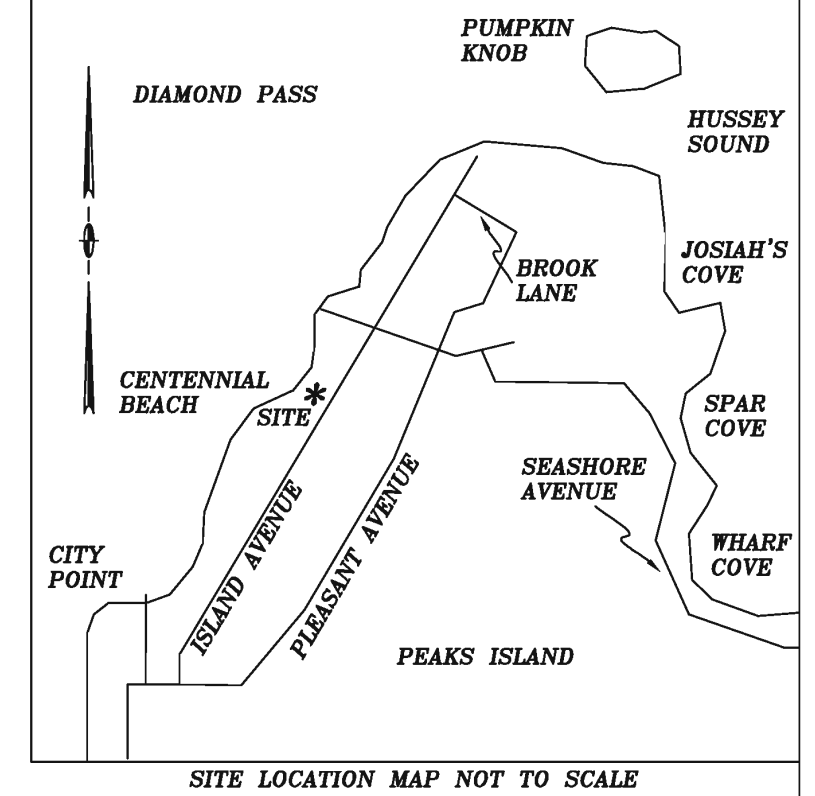 PUMPKIN
KNOB
DIAMOND PASS
HUSSEY
SOUND
JOSIAH'S
COVE
BROOK
LANE
CENTENNIAL
BEACH
SITE
SPAR
COVE
SEASHORE
AVENUE
ISLAND AVENUE
PLEASANT AVENUE
WHARF
COVE
CITY
POINT
PEAKS ISLAND
SITE LOCATION MAP NOT TO SCALE